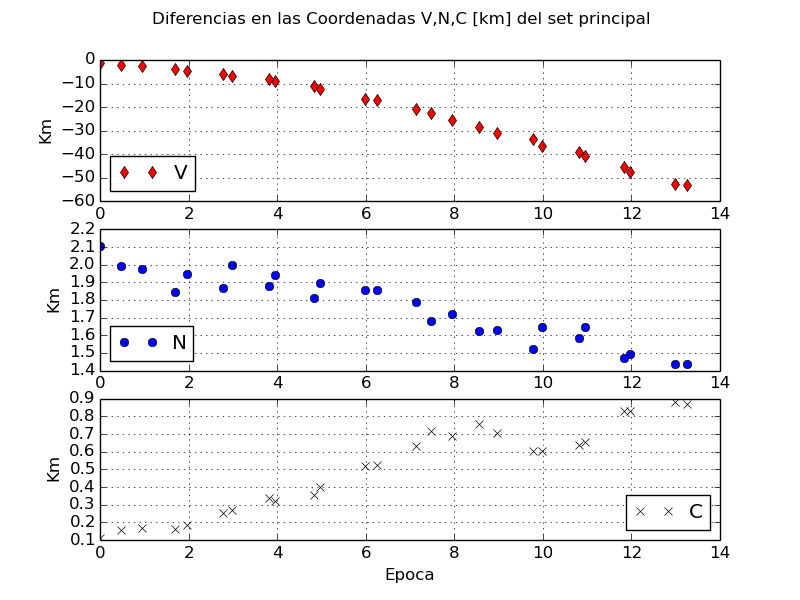 Diferencias en las Coordenadas V,N,C [km] del set principal
0
−10
−20
−30
−40
−50
−60
Km
V
0 2 4 6 8 10 12 14
2.2
2.1
2.0
1.9
1.8
1.7
1.6
1.5
1.4
Km
N
0 2 4 6 8 10 12 14
0.9
0.8
0.7
0.6
0.5
0.4
0.3
0.2
0.1
Km
C
0 2 4 6 8 10 12 14
Epoca